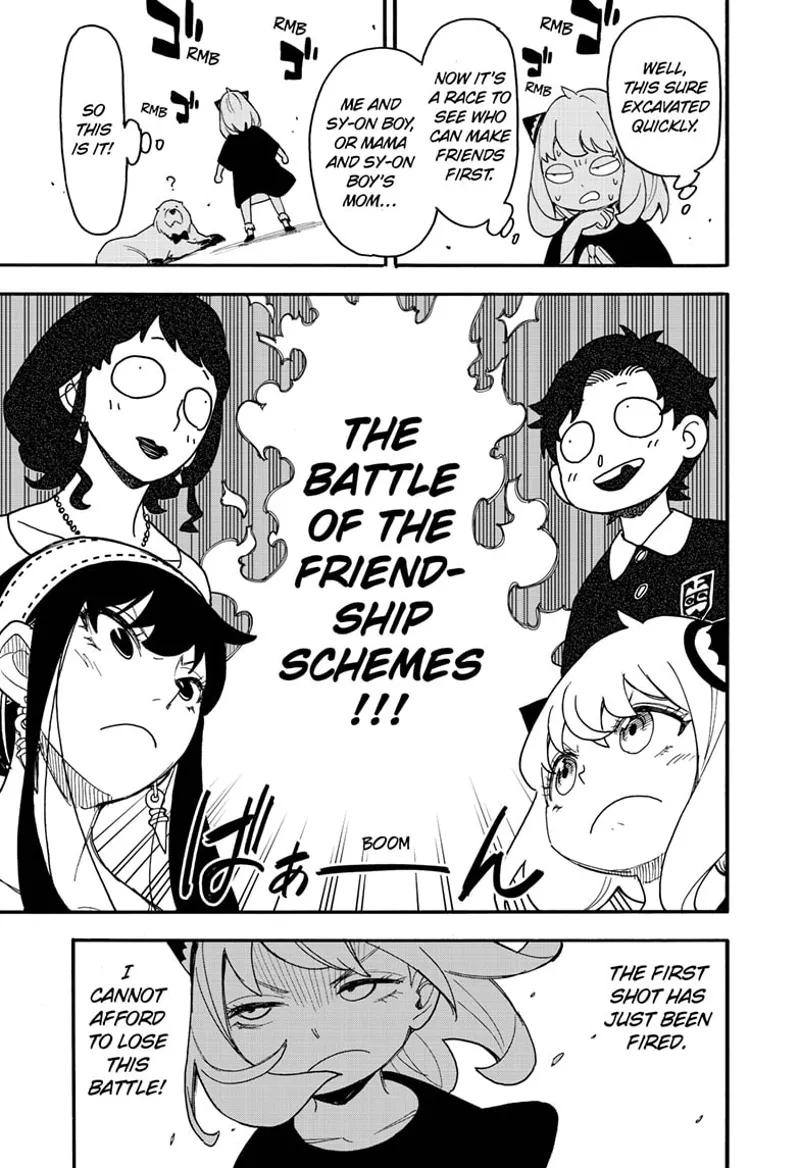 WELL,
THIS SURE
EXCAVATED
QUICKLY.
NOW IT'S
A RACE TO
SEE WHO
CAN MAKE
FRIENDS
FIRST.
ME AND
SY-ON BOY,
OR MAMA
AND SY-ON
BOY'S
MOM...
ゴ
RMB
ゴ
RMB
ゴ
RMB
ゴ
RMB
ゴ
RMB
SO
THIS
IS IT!
?
THE
BATTLE
OF THE
FRIEND-
SHIP
SCHEMES
!!!
ばぁーん
BOOM
THE FIRST
SHOT HAS
JUST BEEN
FIRED.
I
CANNOT
AFFORD
TO LOSE
THIS
BATTLE!